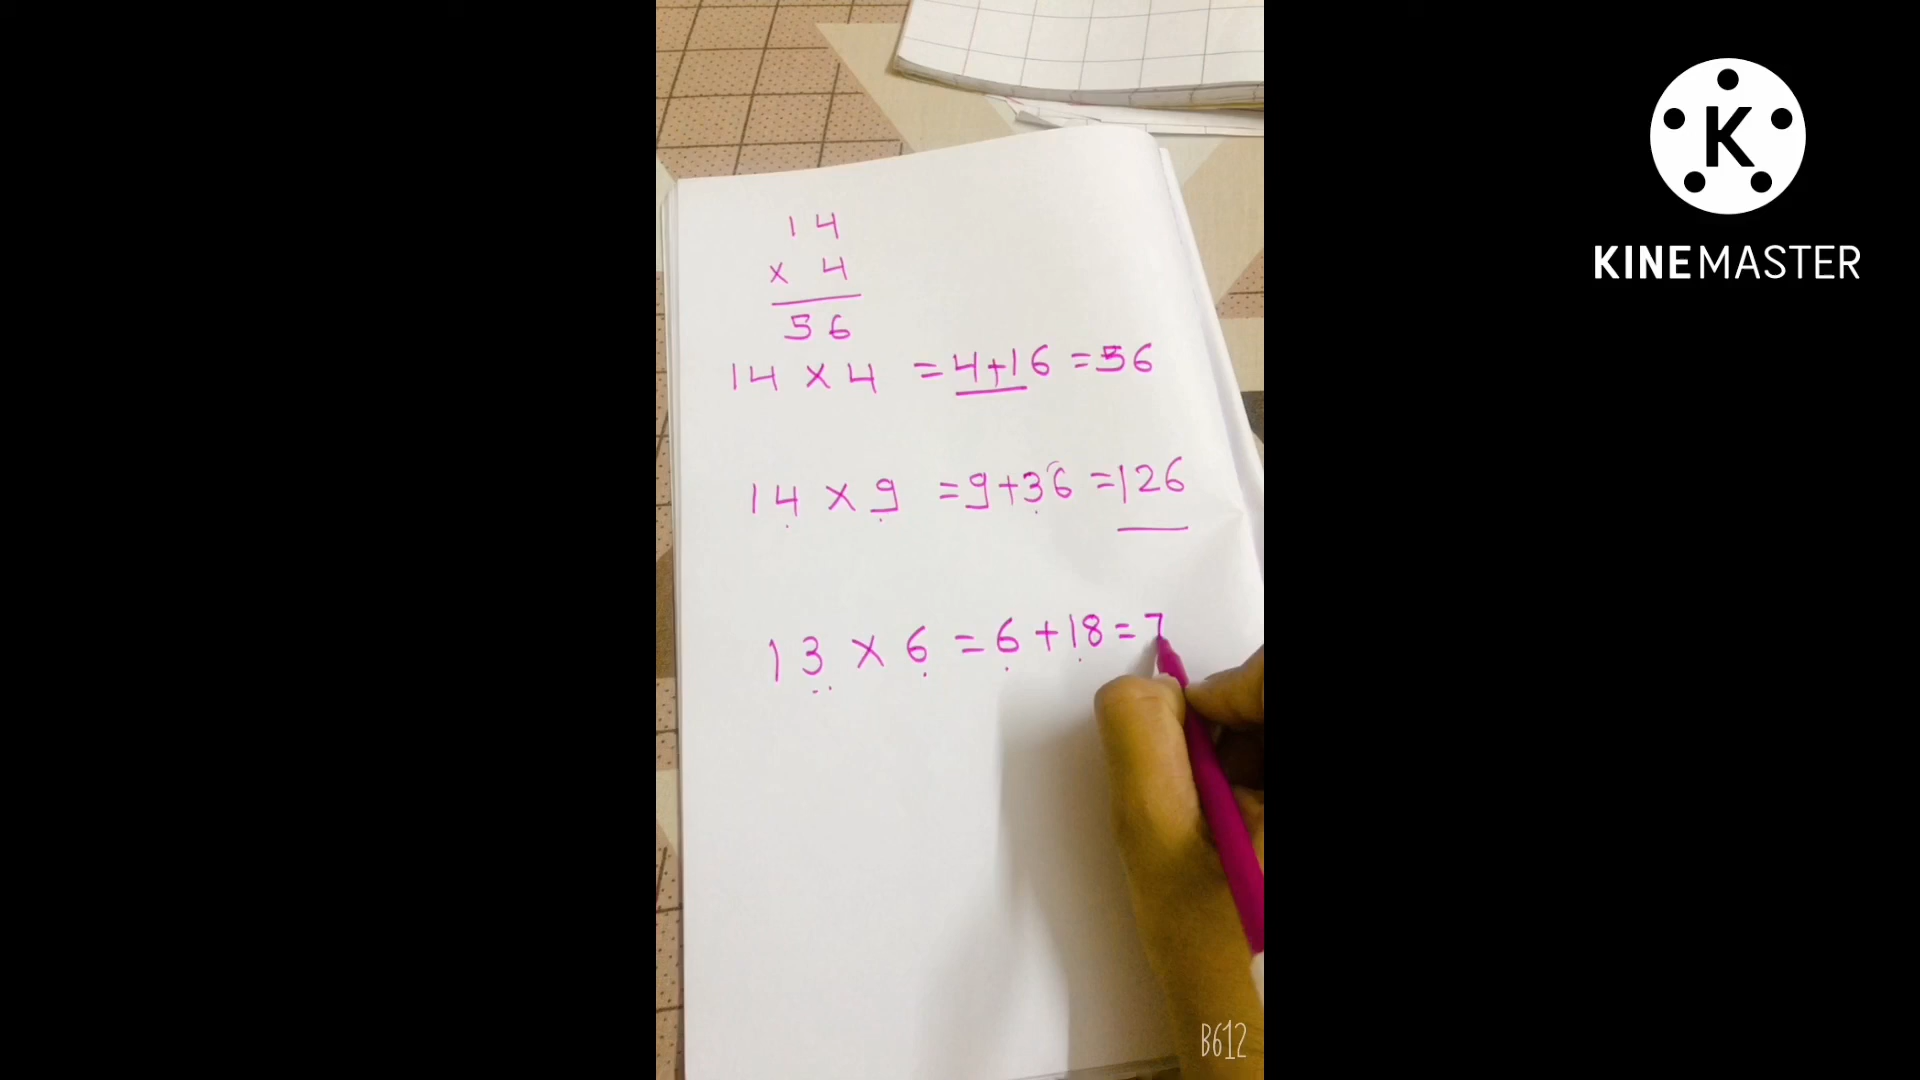 14
× 4
56
14 × 4 = 4+16 = 56
14 × 9 = 9+36 = 126
13 × 6 = 6+18 = 7
K
KINEMASTER
B612